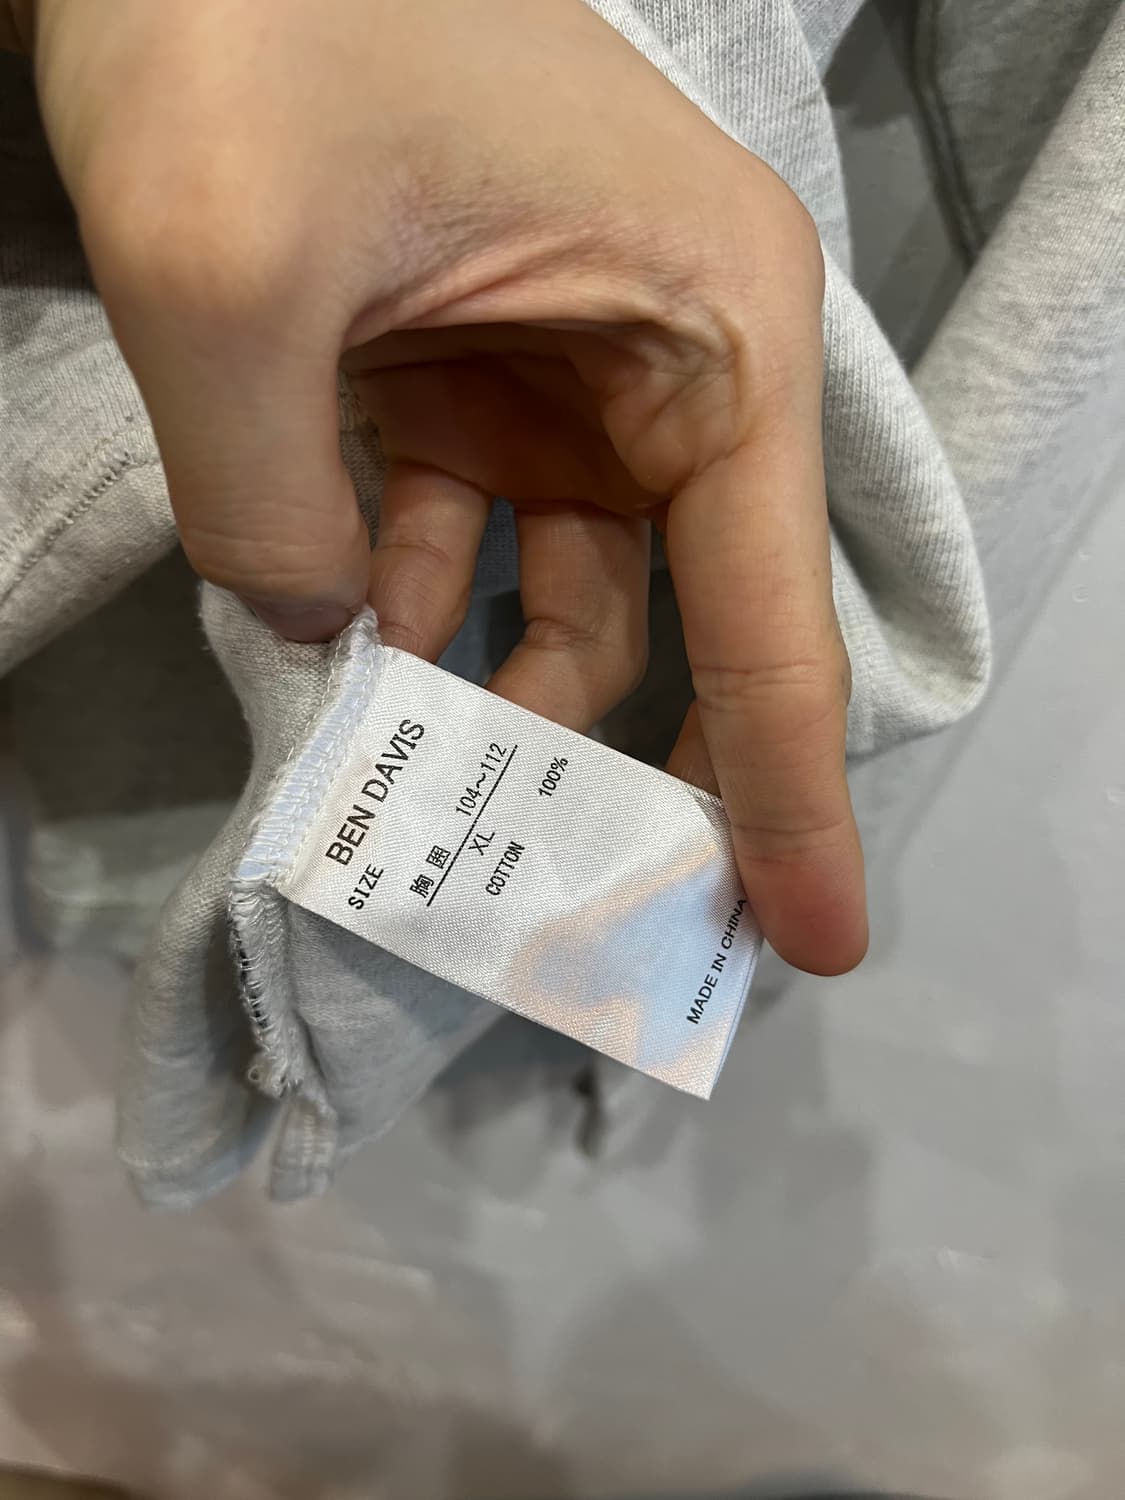 BEN DAVIS
SIZE
胸囲 104~112
XL
COTTON 100%
MADE IN CHINA